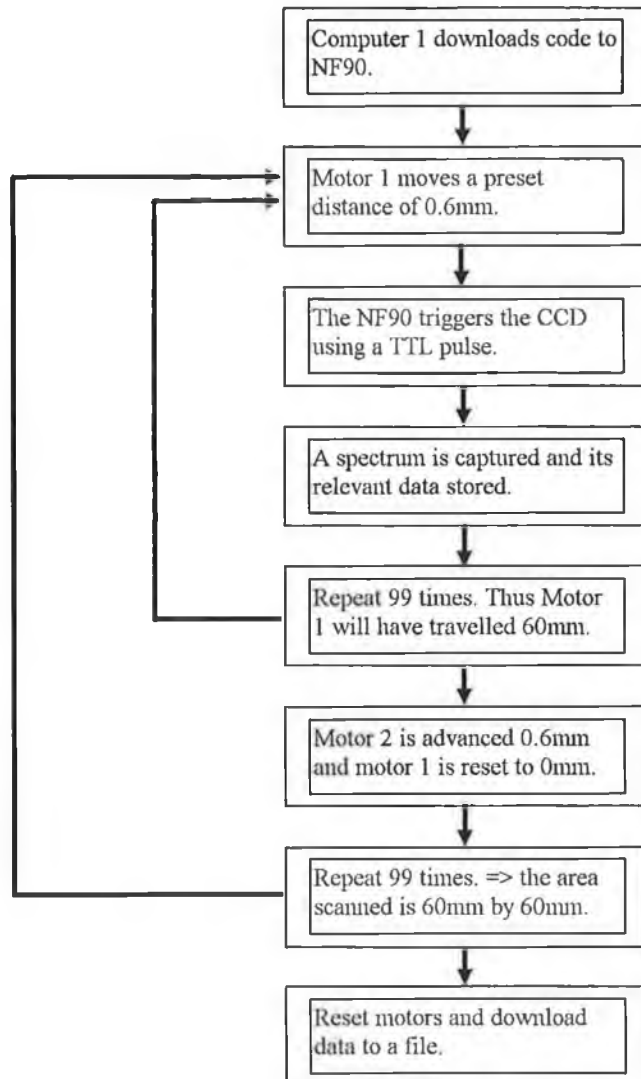 Computer 1 downloads code to
NF90.
Motor 1 moves a preset
distance of 0.6mm.
The NF90 triggers the CCD
using a TTL pulse.
A spectrum is captured and its
relevant data stored.
Repeat 99 times. Thus Motor
1 will have travelled 60mm.
Motor 2 is advanced 0.6mm
and motor 1 is reset to 0mm.
Repeat 99 times. => the area
scanned is 60mm by 60mm.
Reset motors and download
data to a file.